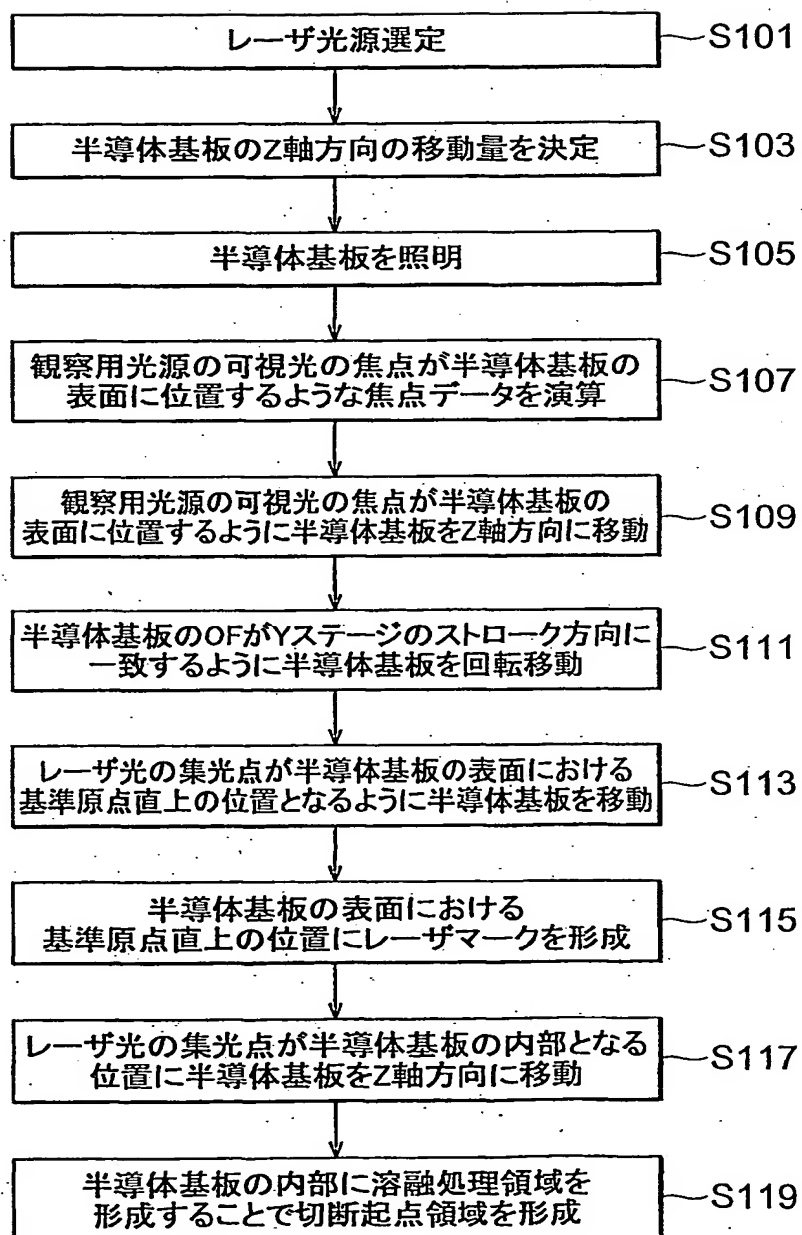 レーザ光源選定
S101
半導体基板のZ軸方向の移動量を決定
S103
半導体基板を照明
S105
観察用光源の可視光の焦点が半導体基板の
表面に位置するような焦点データを演算
S107
観察用光源の可視光の焦点が半導体基板の
表面に位置するように半導体基板をZ軸方向に移動
S109
半導体基板のOFがYステージのストローク方向に
一致するように半導体基板を回転移動
S111
レーザ光の集光点が半導体基板の表面における
基準原点直上の位置となるように半導体基板を移動
S113
半導体基板の表面における
基準原点直上の位置にレーザマークを形成
S115
レーザ光の集光点が半導体基板の内部となる
位置に半導体基板をZ軸方向に移動
S117
半導体基板の内部に溶融処理領域を
形成することで切断起点領域を形成
S119